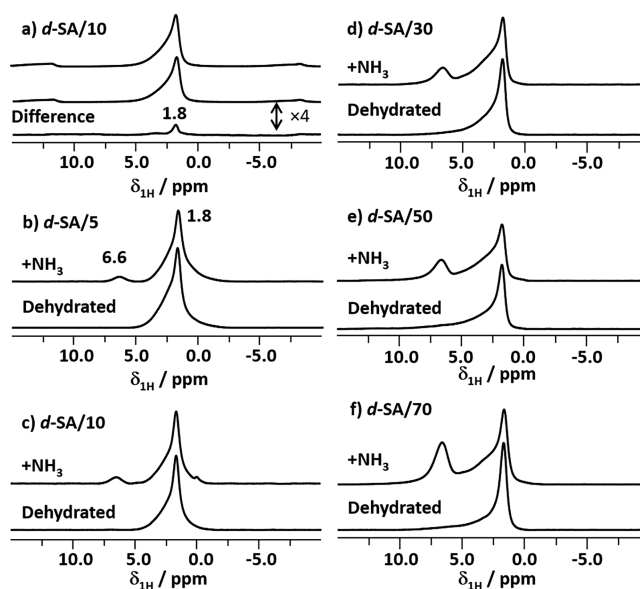 a) d-SA/10
Difference
1.8
×4
10.0 5.0 0.0 -5.0
δ1H / ppm
b) d-SA/5
1.8
6.6
+NH3
Dehydrated
10.0 5.0 0.0 -5.0
δ1H / ppm
c) d-SA/10
+NH3
Dehydrated
10.0 5.0 0.0 -5.0
δ1H / ppm
d) d-SA/30
+NH3
Dehydrated
10.0 5.0 0.0 -5.0
δ1H / ppm
e) d-SA/50
+NH3
Dehydrated
10.0 5.0 0.0 -5.0
δ1H / ppm
f) d-SA/70
+NH3
Dehydrated
10.0 5.0 0.0 -5.0
δ1H / ppm